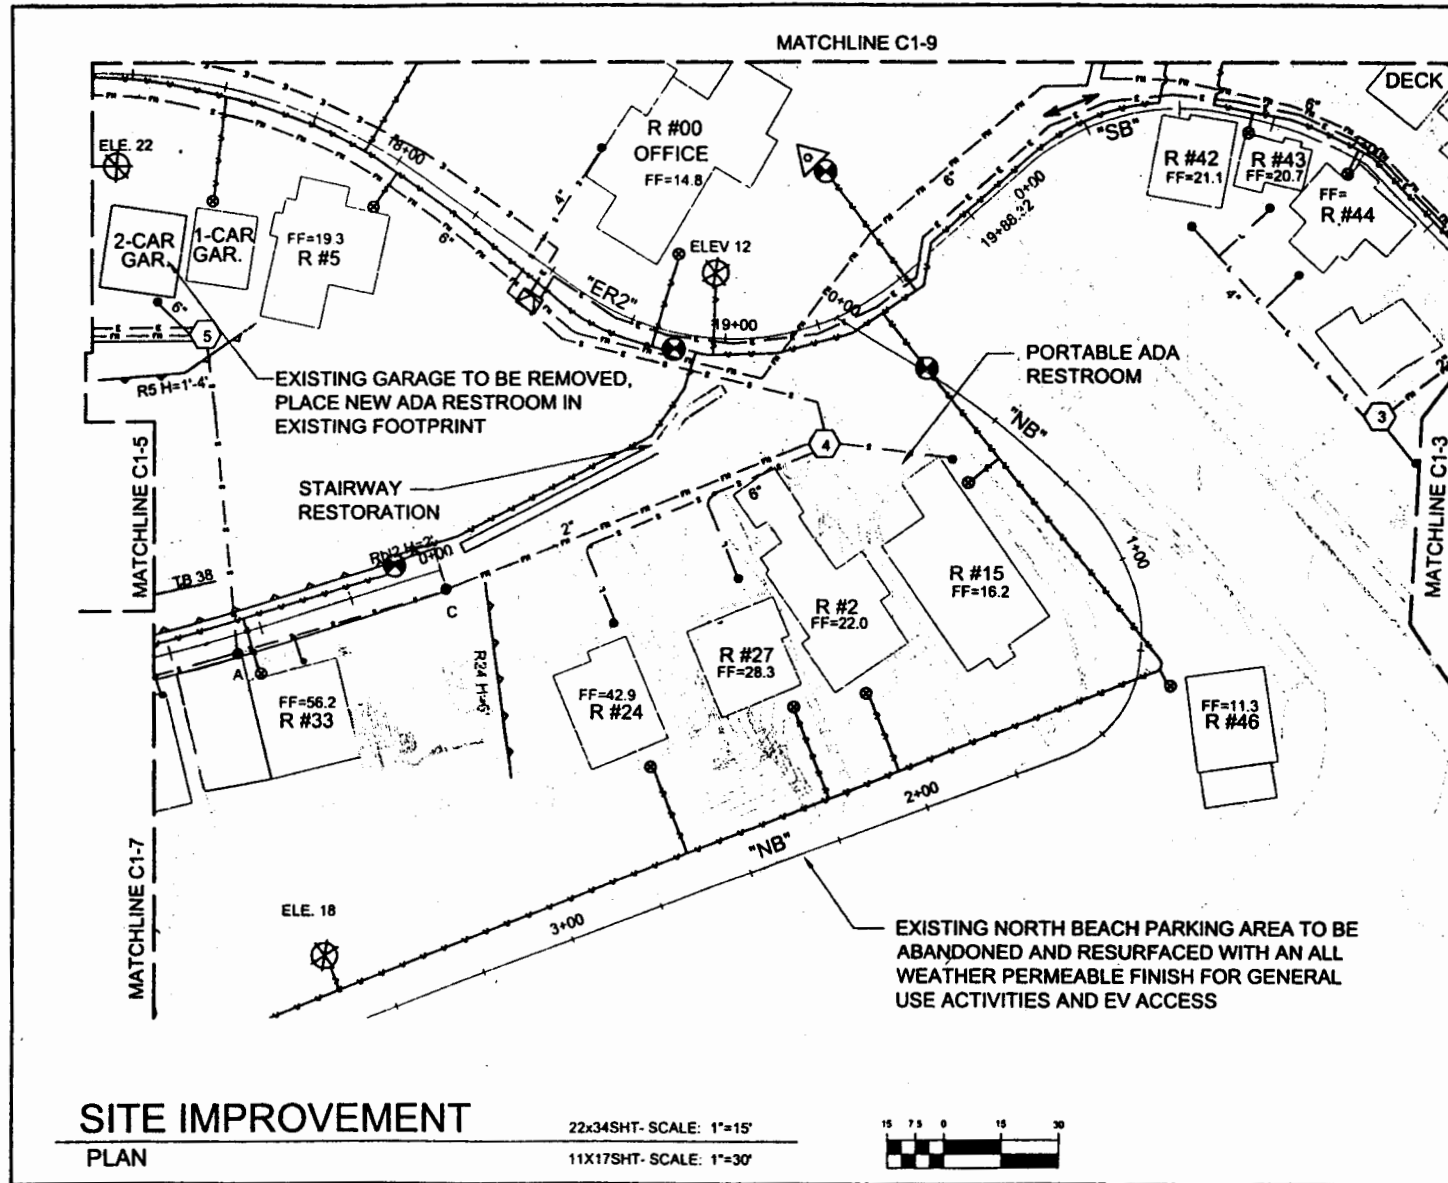 MATCHLINE C1-9
DECK
ELE. 22
18+00
R #00
OFFICE
FF=14.8
4"
6"
"SB"
0+00
19+88.32
R #42
FF=21.1
R #43
FF=20.7
6"
FF=
R #44
2-CAR
GAR.
1-CAR
GAR.
FF=19.3
R #5
6"
ELEV 12
"ER2"
19+00
4"
6"
5
R5 H=1'-4'
EXISTING GARAGE TO BE REMOVED,
PLACE NEW ADA RESTROOM IN
EXISTING FOOTPRINT
PORTABLE ADA
RESTROOM
"NB"
3
4
MATCHLINE C1-5
MATCHLINE C1-3
STAIRWAY
RESTORATION
6"
2"
0+00
1+00
TB 38
C
A
R #15
FF=16.2
R #2
FF=22.0
R #27
FF=28.3
R24 H=6'
FF=56.2
R #33
FF=42.9
R #24
FF=11.3
R #46
2+00
"NB"
3+00
MATCHLINE C1-7
ELE. 18
EXISTING NORTH BEACH PARKING AREA TO BE
ABANDONED AND RESURFACED WITH AN ALL
WEATHER PERMEABLE FINISH FOR GENERAL
USE ACTIVITIES AND EV ACCESS
SITE IMPROVEMENT
PLAN
22x34SHT- SCALE: 1"=15'
11X17SHT- SCALE: 1"=30'
15 7.5 0 15 30